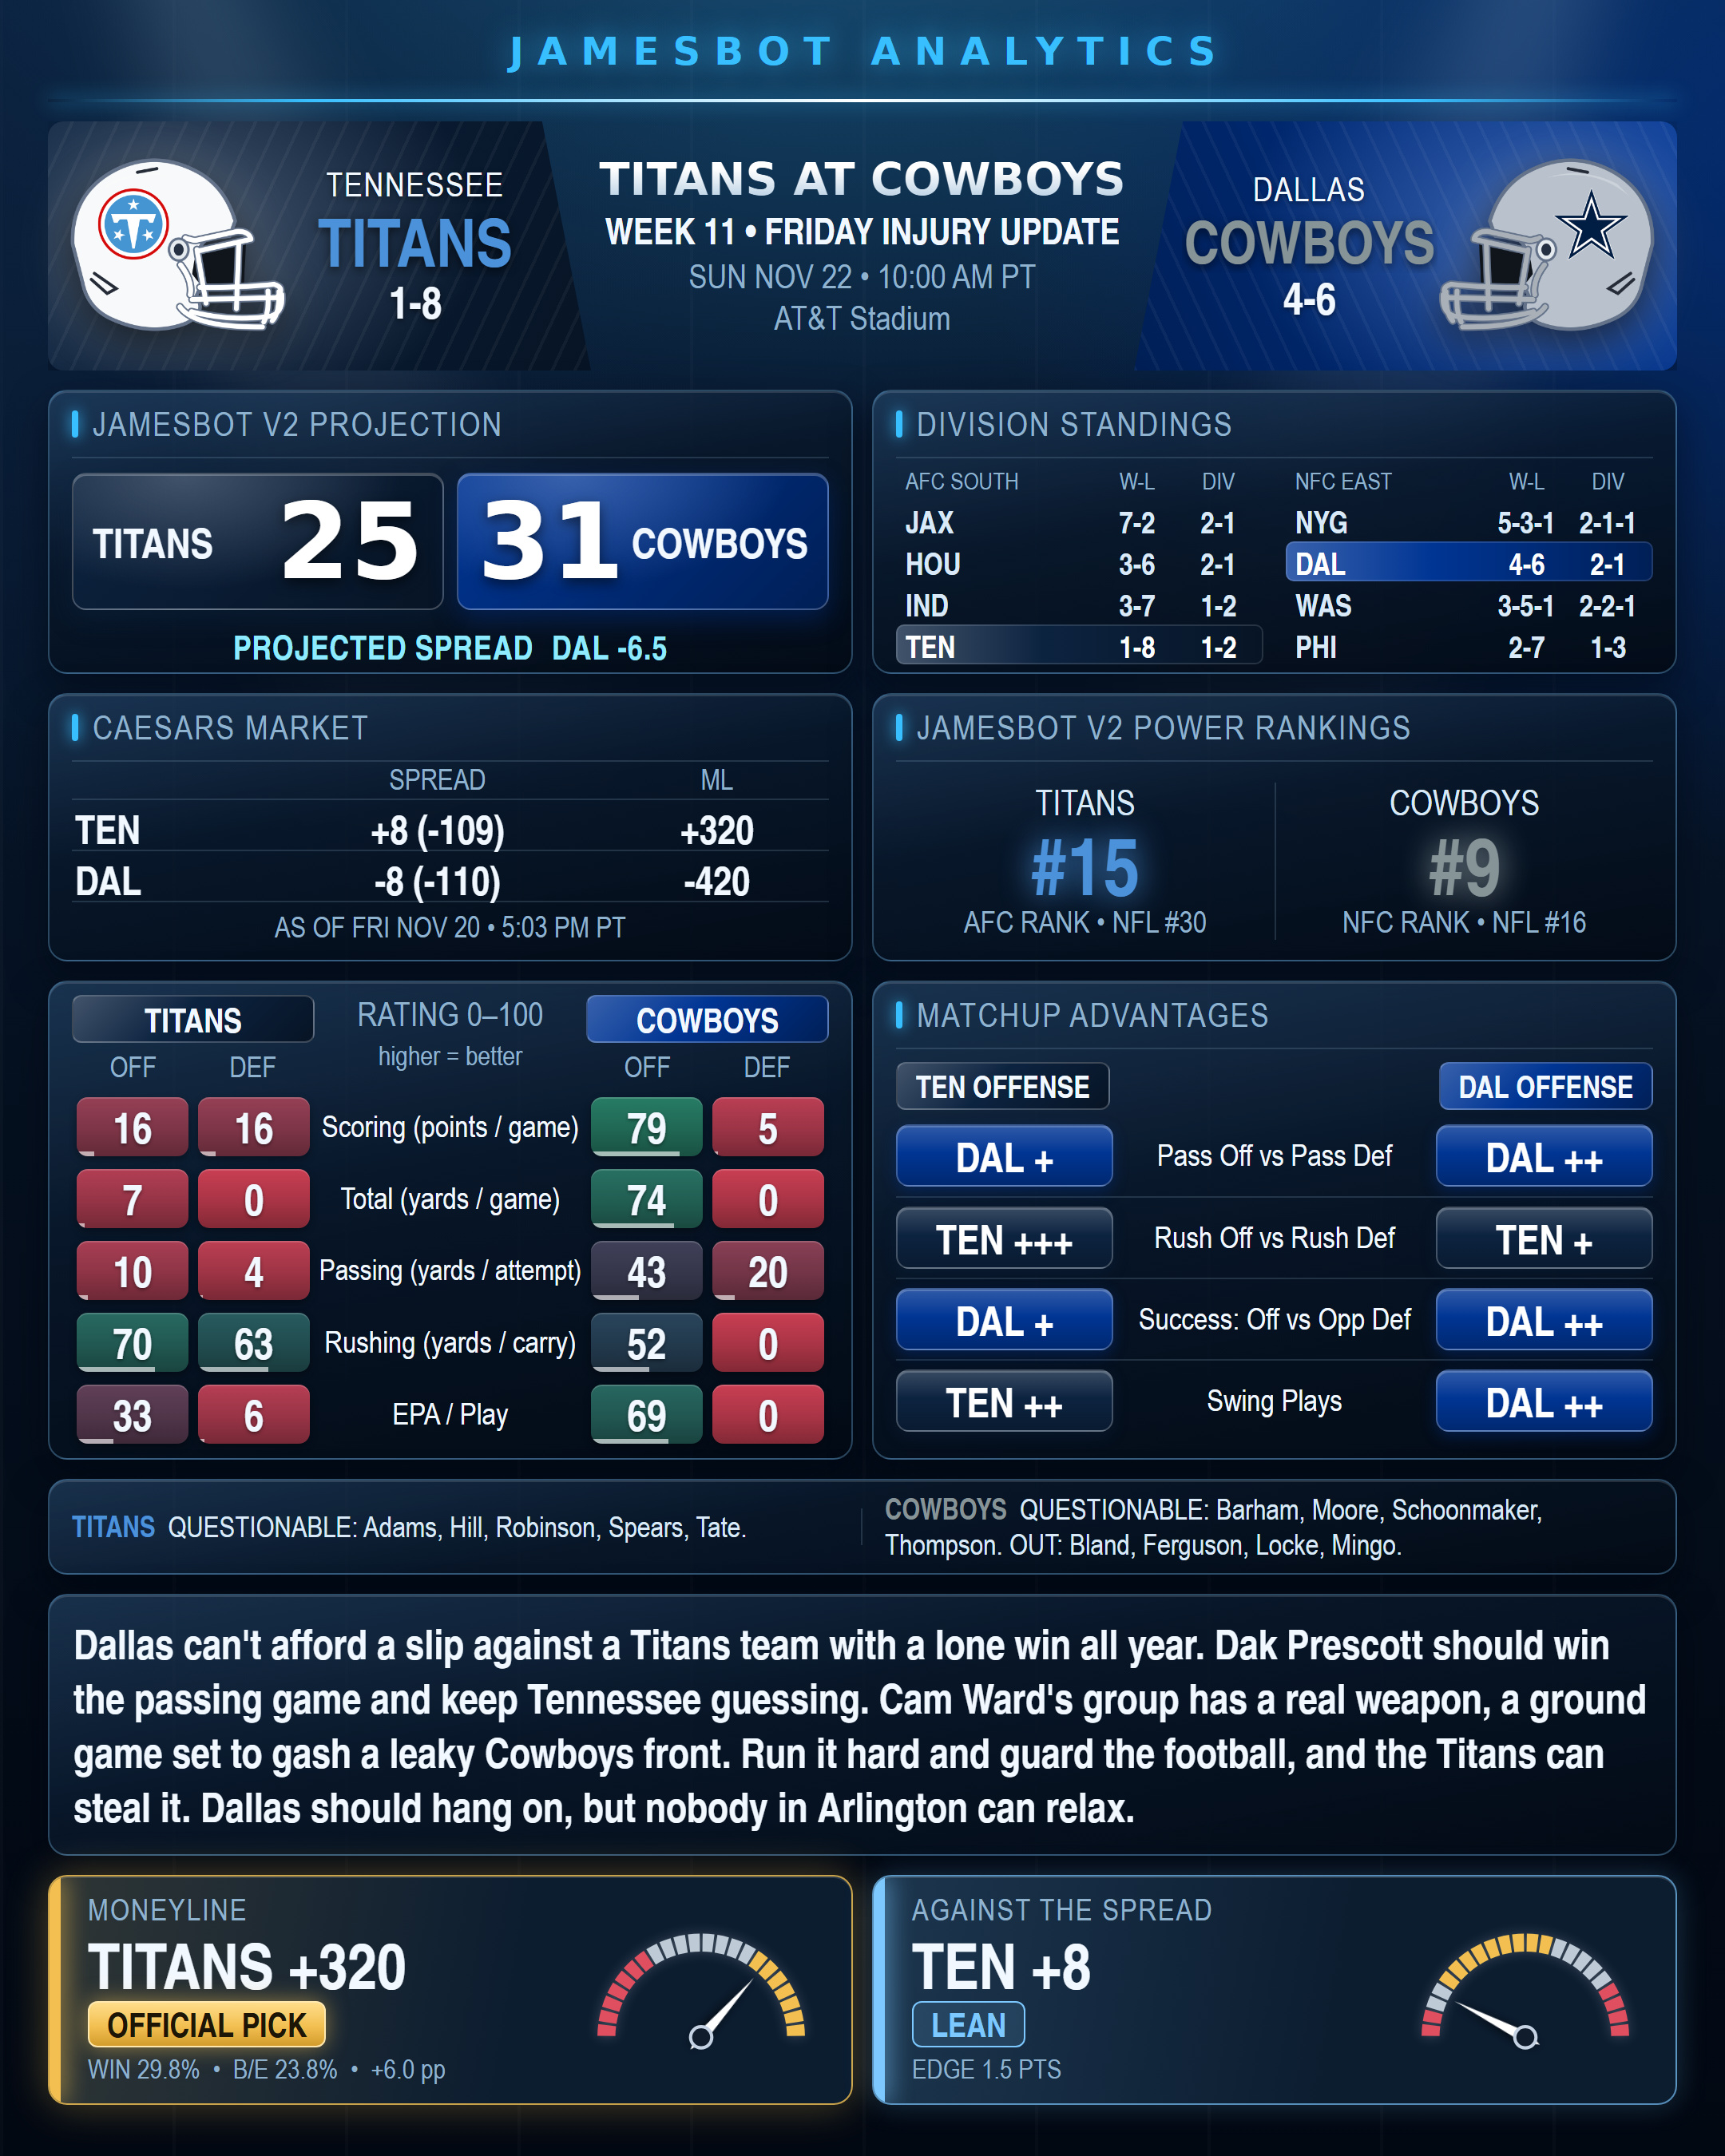 JAMESBOT ANALYTICS
TENNESSEE
TITANS
1-8
TITANS AT COWBOYS
WEEK 11 • FRIDAY INJURY UPDATE
SUN NOV 22 • 10:00 AM PT
AT&T Stadium
DALLAS
COWBOYS
4-6
JAMESBOT V2 PROJECTION
TITANS 25 31 COWBOYS
PROJECTED SPREAD DAL -6.5
DIVISION STANDINGS
AFC SOUTH W-L DIV
JAX 7-2 2-1
HOU 3-6 2-1
IND 3-7 1-2
TEN 1-8 1-2
NFC EAST W-L DIV
NYG 5-3-1 2-1-1
DAL 4-6 2-1
WAS 3-5-1 2-2-1
PHI 2-7 1-3
CAESARS MARKET
SPREAD ML
TEN +8 (-109) +320
DAL -8 (-110) -420
AS OF FRI NOV 20 • 5:03 PM PT
JAMESBOT V2 POWER RANKINGS
TITANS
#15
AFC RANK • NFL #30
COWBOYS
#9
NFC RANK • NFL #16
TITANS RATING 0–100 COWBOYS
OFF DEF higher = better OFF DEF
16 16 Scoring (points / game) 79 5
7 0 Total (yards / game) 74 0
10 4 Passing (yards / attempt) 43 20
70 63 Rushing (yards / carry) 52 0
33 6 EPA / Play 69 0
MATCHUP ADVANTAGES
TEN OFFENSE DAL OFFENSE
DAL + Pass Off vs Pass Def DAL ++
TEN +++ Rush Off vs Rush Def TEN +
DAL + Success: Off vs Opp Def DAL ++
TEN ++ Swing Plays DAL ++
TITANS QUESTIONABLE: Adams, Hill, Robinson, Spears, Tate.
COWBOYS QUESTIONABLE: Barham, Moore, Schoonmaker,
Thompson. OUT: Bland, Ferguson, Locke, Mingo.
Dallas can't afford a slip against a Titans team with a lone win all year. Dak Prescott should win
the passing game and keep Tennessee guessing. Cam Ward's group has a real weapon, a ground
game set to gash a leaky Cowboys front. Run it hard and guard the football, and the Titans can
steal it. Dallas should hang on, but nobody in Arlington can relax.
MONEYLINE
TITANS +320
OFFICIAL PICK
WIN 29.8% • B/E 23.8% • +6.0 pp
AGAINST THE SPREAD
TEN +8
LEAN
EDGE 1.5 PTS